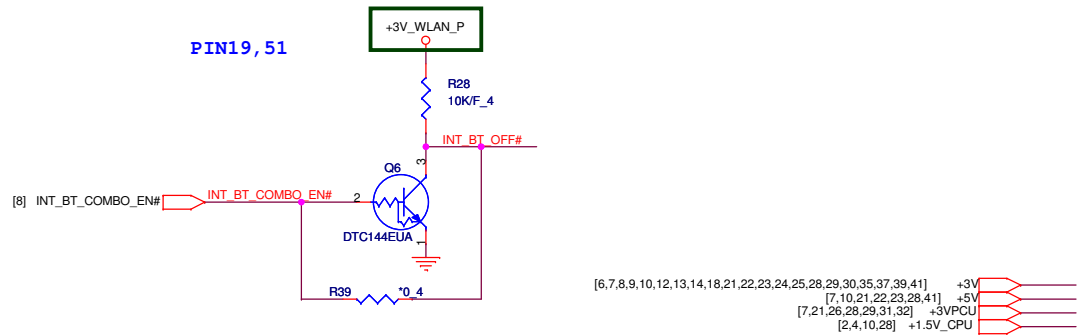 +3V_WLAN_P
PIN19,51
R28
10K/F_4
INT_BT_OFF#
3
Q6
[8] INT_BT_COMBO_EN#
INT_BT_COMBO_EN#
2
DTC144EUA
1
R39
*0_4
[6,7,8,9,10,12,13,14,18,21,22,23,24,25,28,29,30,35,37,39,41] +3V
[7,10,21,22,23,28,41] +5V
[7,21,26,28,29,31,32] +3VPCU
[2,4,10,28] +1.5V_CPU